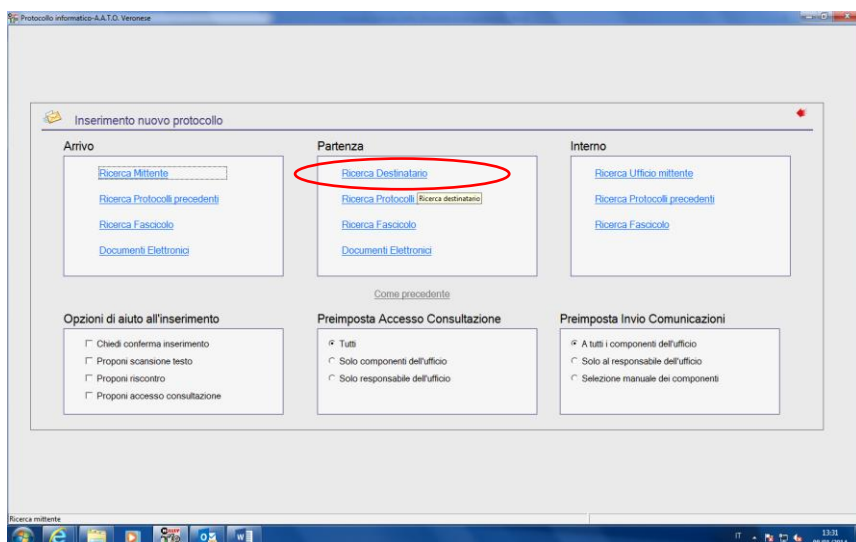 Protocollo informatico-A.A.T.O. Veronese
Inserimento nuovo protocollo
Arrivo
Ricerca Mittente
Ricerca Protocolli precedenti
Ricerca Fascicolo
Documenti Elettronici
Partenza
Ricerca Destinatario
Ricerca Protocolli
Ricerca destinatario
Ricerca Fascicolo
Documenti Elettronici
Interno
Ricerca Ufficio mittente
Ricerca Protocolli precedenti
Ricerca Fascicolo
Come precedente
Opzioni di aiuto all'inserimento
Chiedi conferma inserimento
Proponi scansione testo
Proponi riscontro
Proponi accesso consultazione
Preimposta Accesso Consultazione
Tutti
Solo componenti dell'ufficio
Solo responsabile dell'ufficio
Preimposta Invio Comunicazioni
A tutti i componenti dell'ufficio
Solo al responsabile dell'ufficio
Selezione manuale dei componenti
Ricerca mittente
IT
13:31